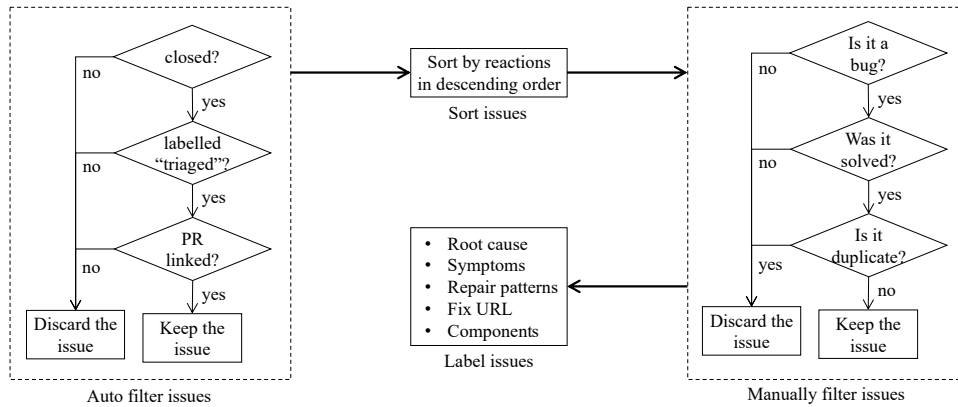 closed?
no
yes
labelled
“triaged”?
no
yes
PR
linked?
no
yes
Discard the
issue
Keep the
issue
Auto filter issues
Sort by reactions
in descending order
Sort issues
Is it a
bug?
no
yes
Was it
solved?
no
yes
Is it
duplicate?
yes
no
Discard the
issue
Keep the
issue
Manually filter issues
• Root cause
• Symptoms
• Repair patterns
• Fix URL
• Components
Label issues